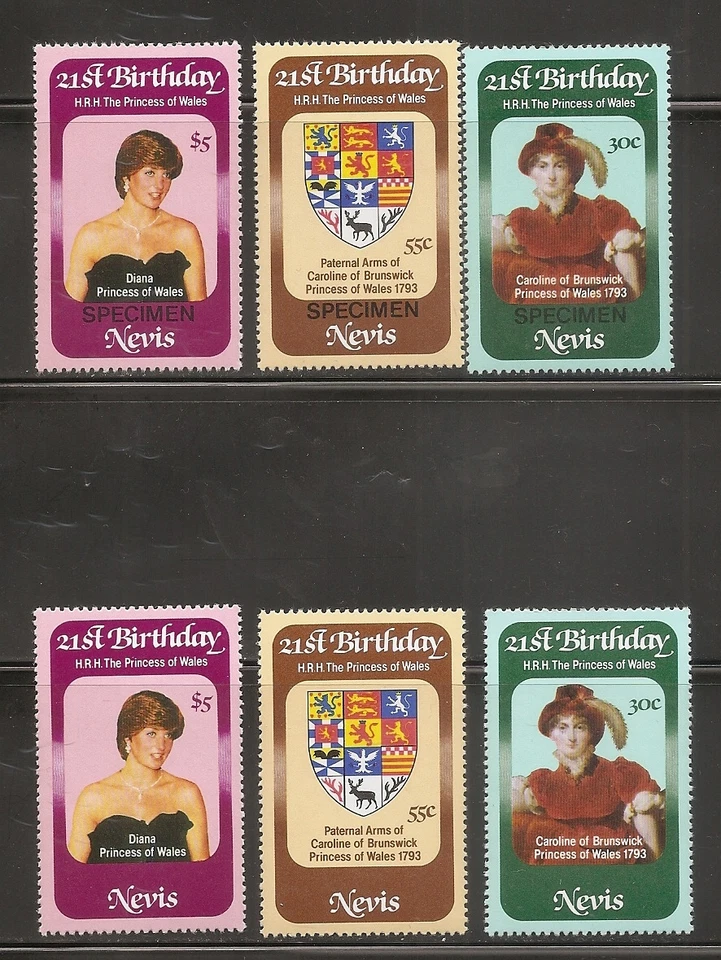 21st Birthday
H.R.H. The Princess of Wales
$5
Diana
Princess of Wales
SPECIMEN
Nevis
21st Birthday
H.R.H. The Princess of Wales
55c
Paternal Arms of
Caroline of Brunswick
Princess of Wales 1793
SPECIMEN
Nevis
21st Birthday
H.R.H. The Princess of Wales
30c
Caroline of Brunswick
Princess of Wales 1793
SPECIMEN
Nevis
21st Birthday
H.R.H. The Princess of Wales
$5
Diana
Princess of Wales
Nevis
21st Birthday
H.R.H. The Princess of Wales
55c
Paternal Arms of
Caroline of Brunswick
Princess of Wales 1793
Nevis
21st Birthday
H.R.H. The Princess of Wales
30c
Caroline of Brunswick
Princess of Wales 1793
Nevis